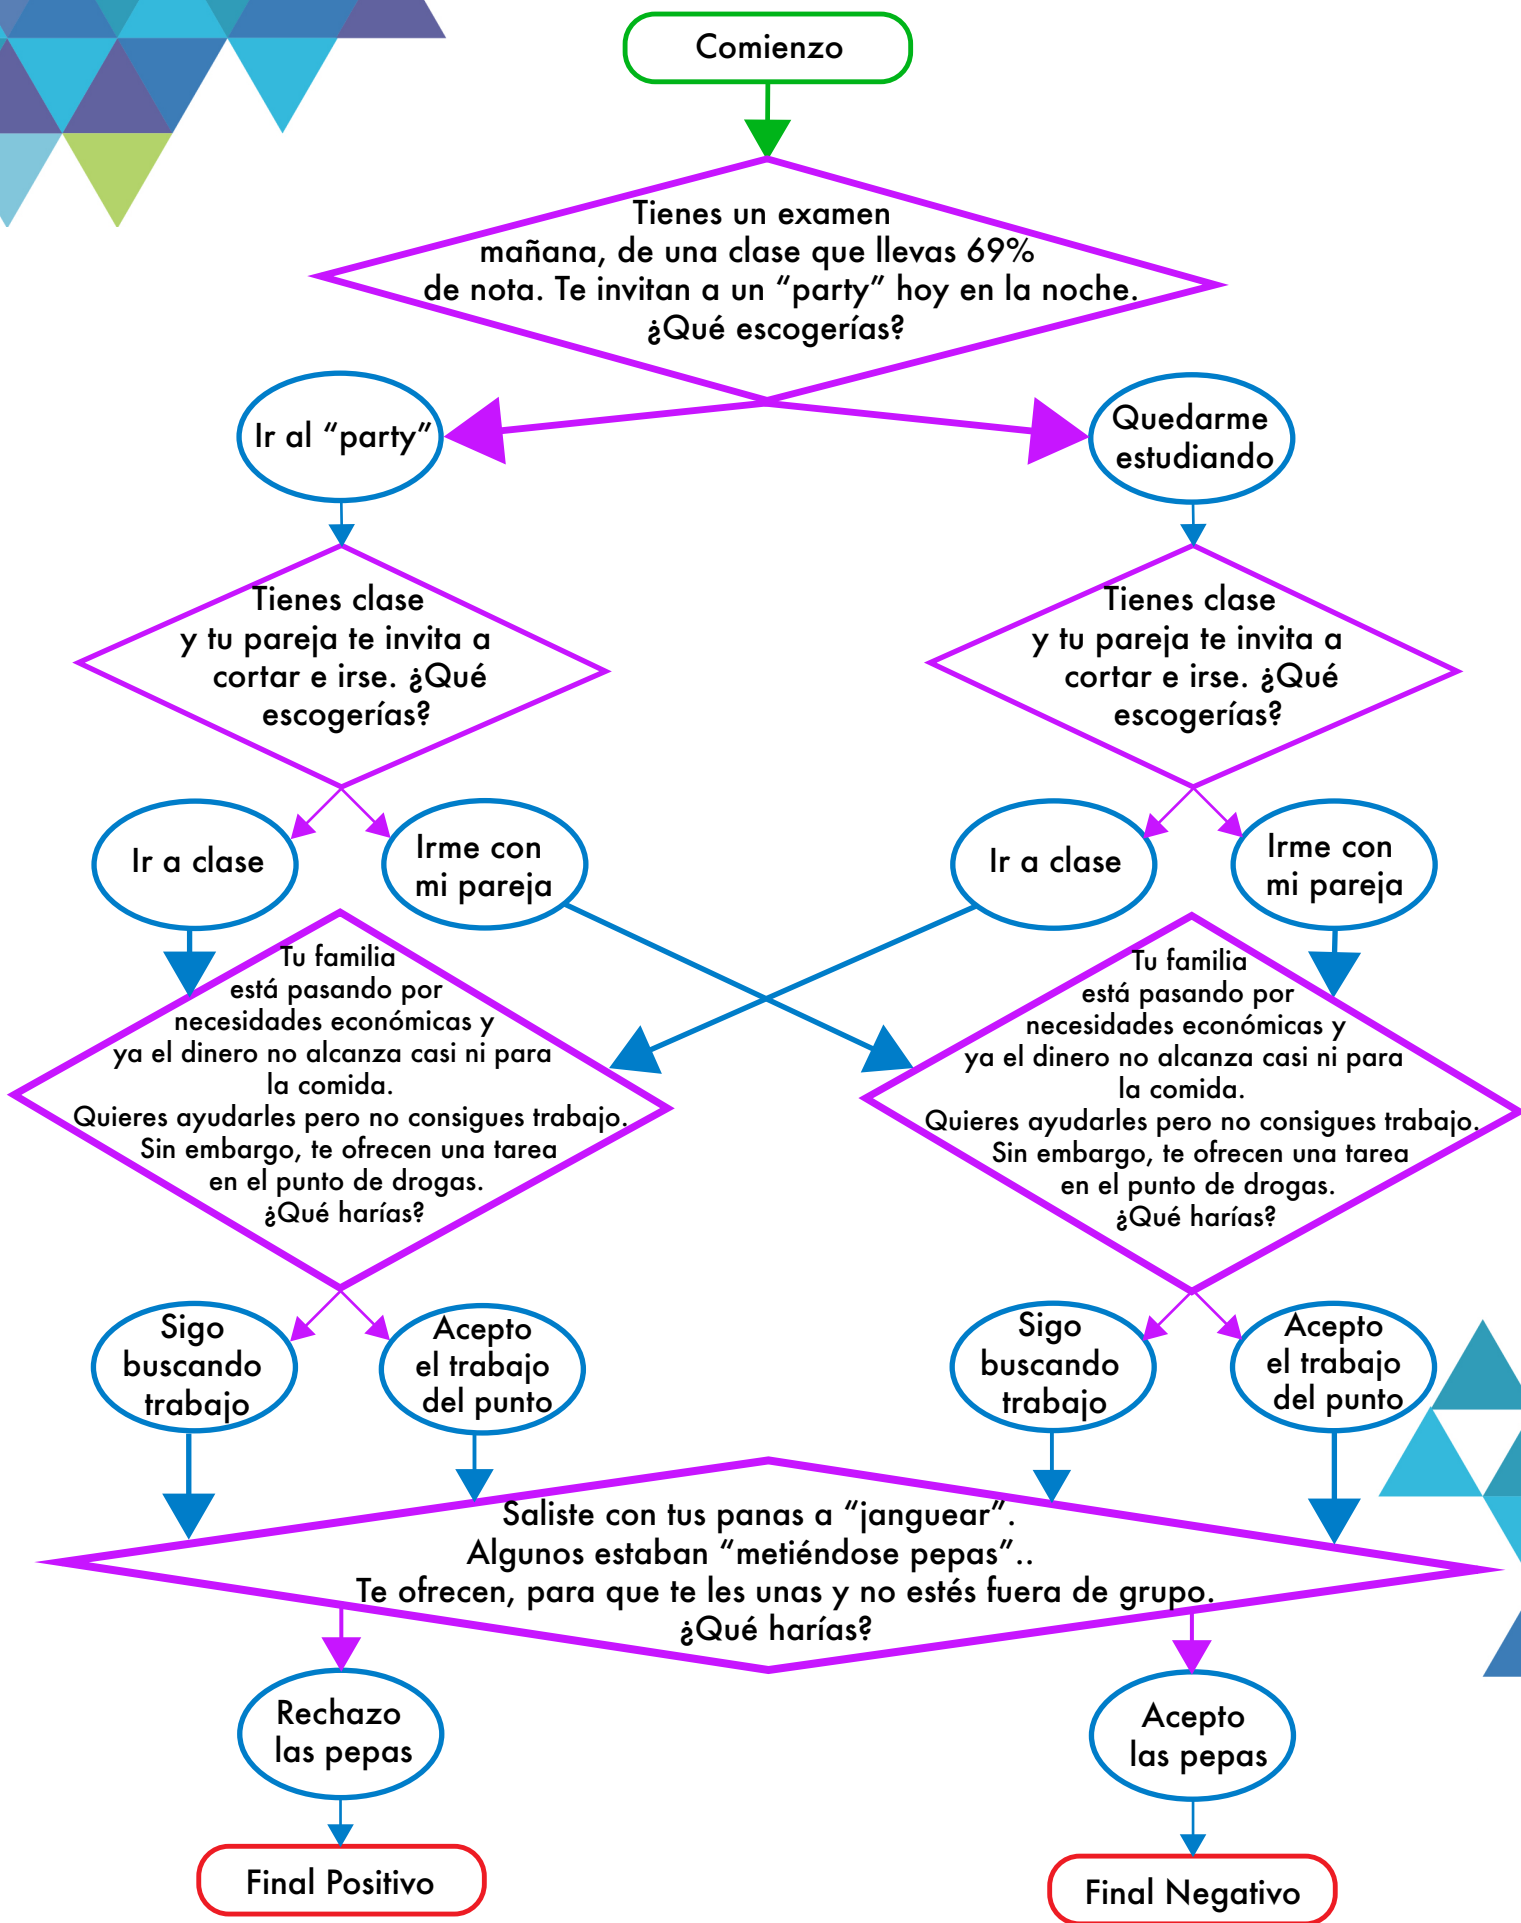 Comienzo
Tienes un examen
mañana, de una clase que llevas 69%
de nota. Te invitan a un “party” hoy en la noche.
¿Qué escogerías?
Ir al “party”
Quedarme
estudiando
Tienes clase
y tu pareja te invita a
cortar e irse. ¿Qué
escogerías?
Tienes clase
y tu pareja te invita a
cortar e irse. ¿Qué
escogerías?
Ir a clase
Irme con
mi pareja
Ir a clase
Irme con
mi pareja
Tu familia
está pasando por
necesidades económicas y
ya el dinero no alcanza casi ni para
la comida.
Quieres ayudarles pero no consigues trabajo.
Sin embargo, te ofrecen una tarea
en el punto de drogas.
¿Qué harías?
Tu familia
está pasando por
necesidades económicas y
ya el dinero no alcanza casi ni para
la comida.
Quieres ayudarles pero no consigues trabajo.
Sin embargo, te ofrecen una tarea
en el punto de drogas.
¿Qué harías?
Sigo
buscando
trabajo
Acepto
el trabajo
del punto
Sigo
buscando
trabajo
Acepto
el trabajo
del punto
Saliste con tus panas a “janguear”.
Algunos estaban “metiéndose pepas”..
Te ofrecen, para que te les unas y no estés fuera de grupo.
¿Qué harías?
Rechazo
las pepas
Acepto
las pepas
Final Positivo
Final Negativo